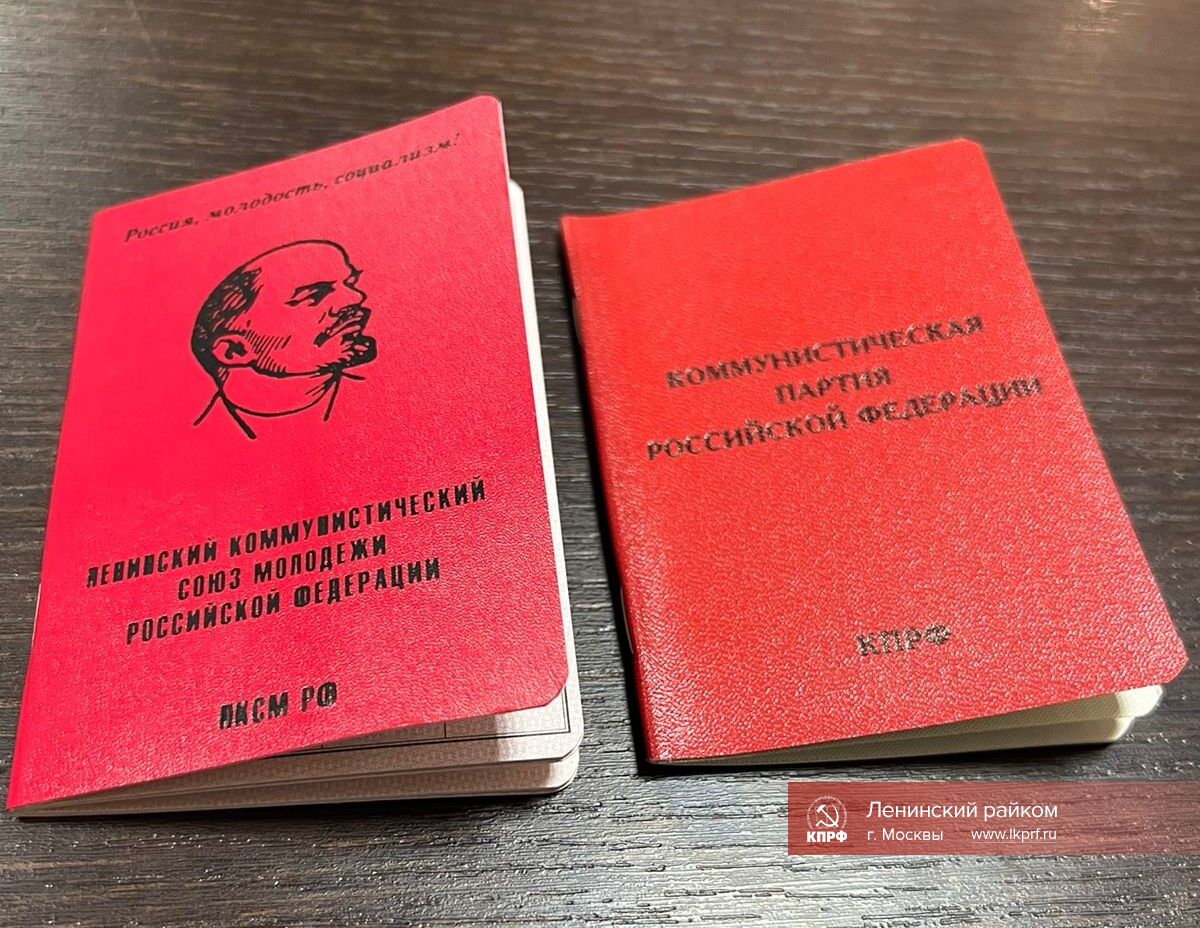 Россия, молодость, социализм!
ЛЕНИНСКИЙ КОММУНИСТИЧЕСКИЙ
СОЮЗ МОЛОДЕЖИ
РОССИЙСКОЙ ФЕДЕРАЦИИ
ЛКСМ РФ
КОММУНИСТИЧЕСКАЯ
ПАРТИЯ
РОССИЙСКОЙ ФЕДЕРАЦИИ
КПРФ
КПРФ
Ленинский райком
г. Москвы www.lkprf.ru